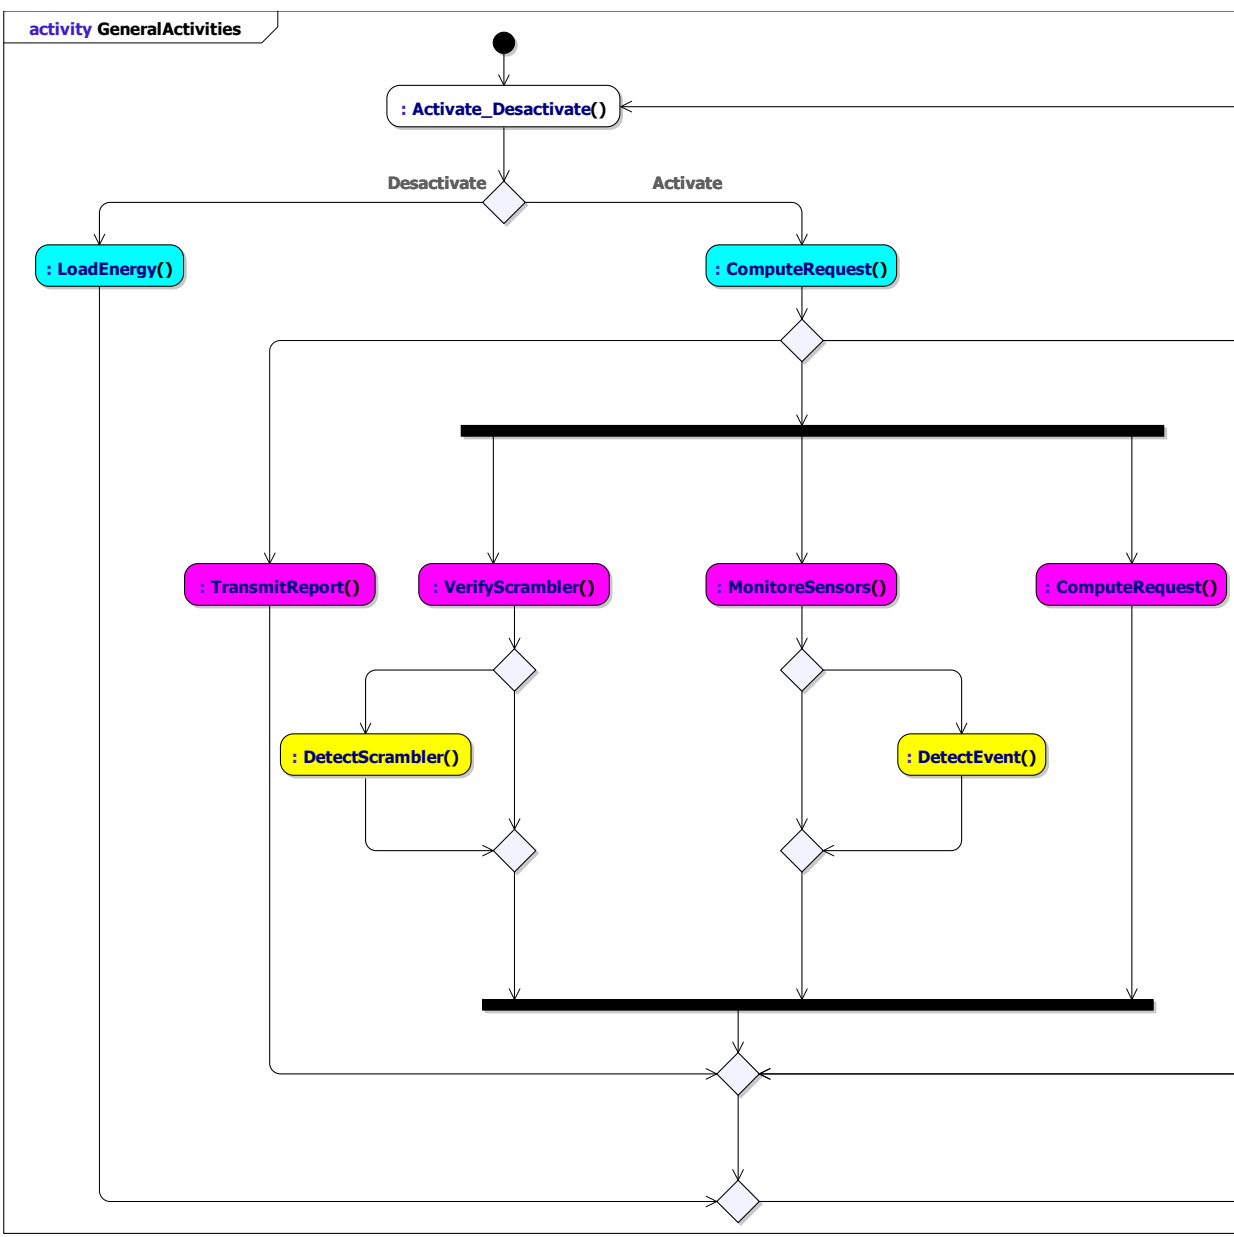 activity GeneralActivities
: Activate_Desactivate()
Desactivate
Activate
: LoadEnergy()
: ComputeRequest()
: TransmitReport()
: VerifyScrambler()
: MonitoreSensors()
: ComputeRequest()
: DetectScrambler()
: DetectEvent()